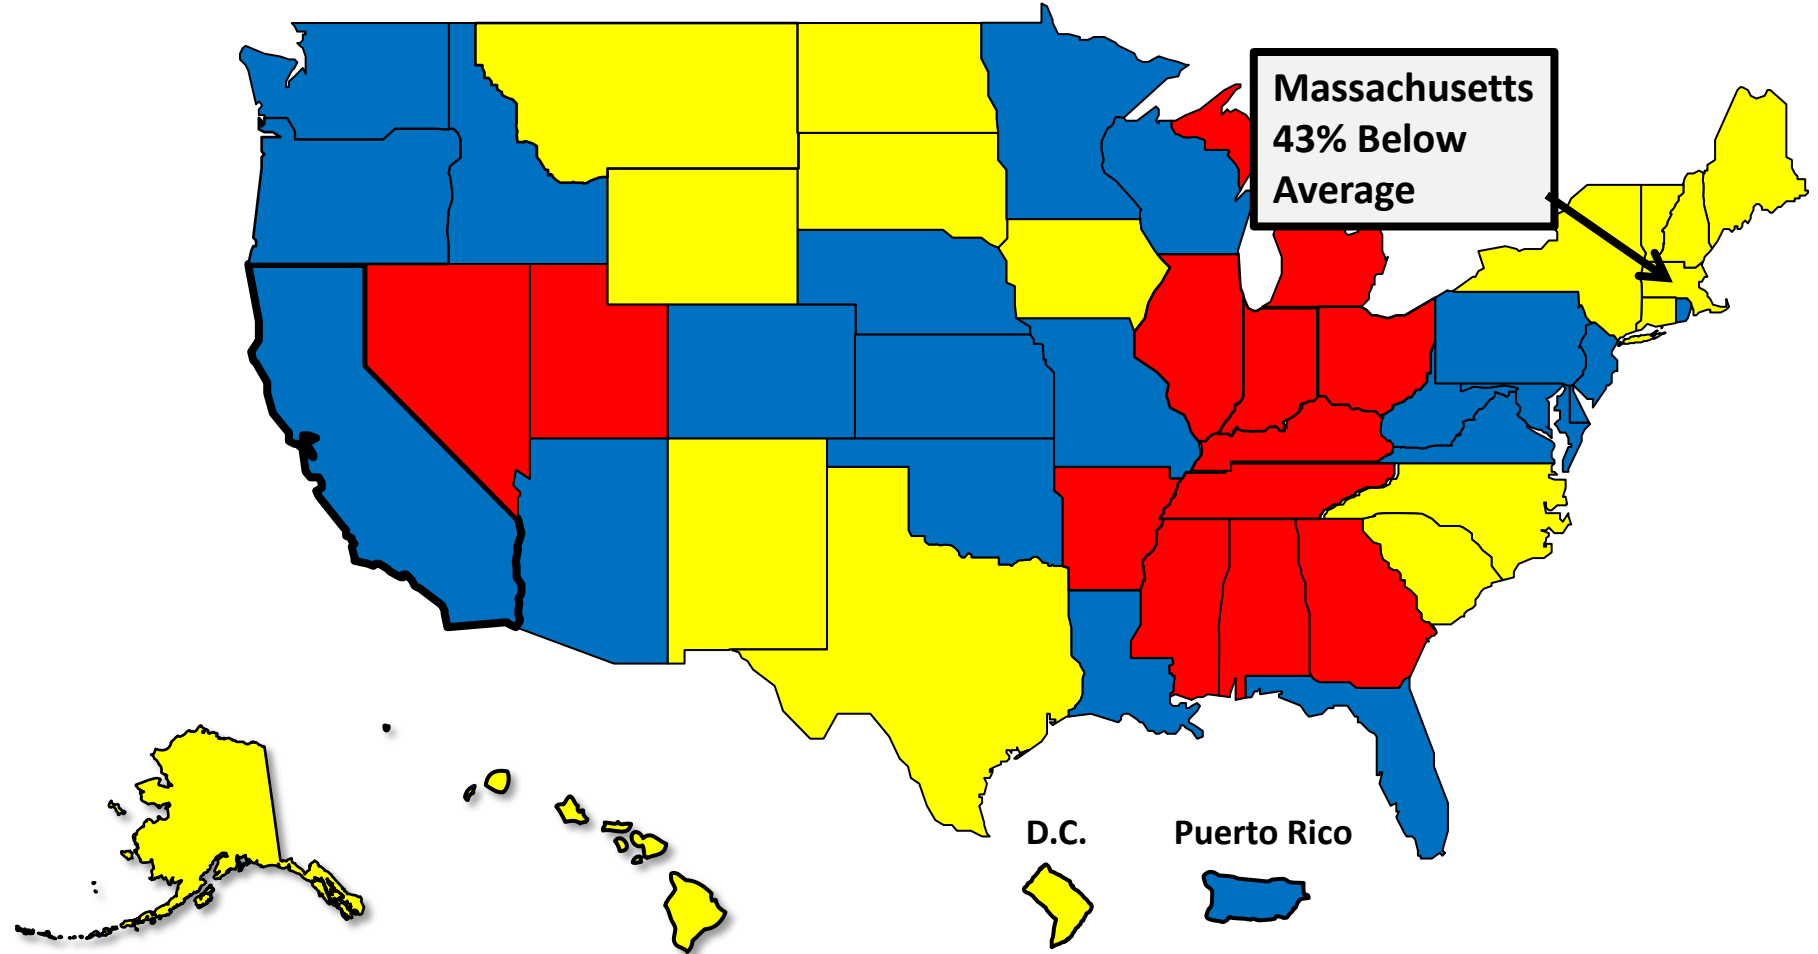 Massachusetts
43% Below
Average
D.C.
Puerto Rico